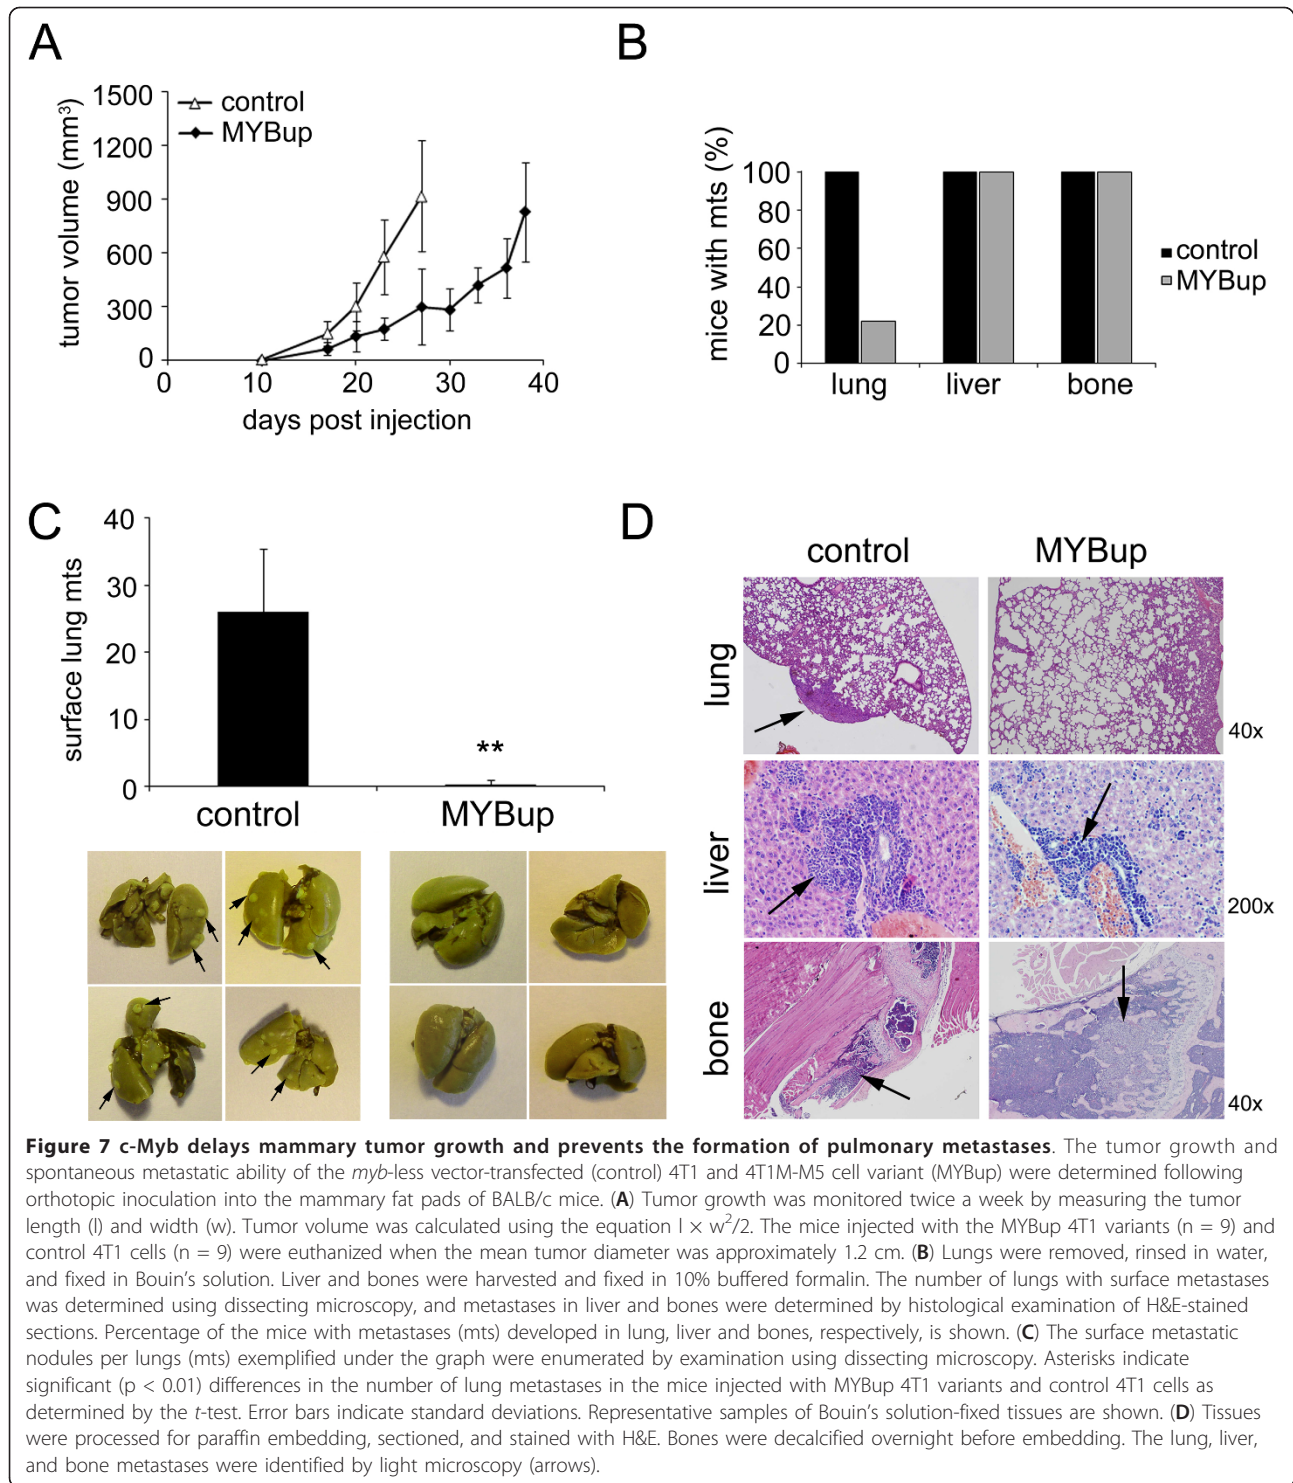 A
1500
1200
900
600
300
0
tumor volume (mm³)
control
MYBup
0
10
20
30
40
days post injection
B
mice with mts (%)
100
80
60
40
20
0
lung
liver
bone
control
MYBup
C
surface lung mts
40
30
20
10
0
**
control
MYBup
D
control
MYBup
lung
40x
liver
200x
bone
40x
Figure 7 c-Myb delays mammary tumor growth and prevents the formation of pulmonary metastases. The tumor growth and
spontaneous metastatic ability of the myb-less vector-transfected (control) 4T1 and 4T1M-M5 cell variant (MYBup) were determined following
orthotopic inoculation into the mammary fat pads of BALB/c mice. (A) Tumor growth was monitored twice a week by measuring the tumor
length (l) and width (w). Tumor volume was calculated using the equation l × w²/2. The mice injected with the MYBup 4T1 variants (n = 9) and
control 4T1 cells (n = 9) were euthanized when the mean tumor diameter was approximately 1.2 cm. (B) Lungs were removed, rinsed in water,
and fixed in Bouin's solution. Liver and bones were harvested and fixed in 10% buffered formalin. The number of lungs with surface metastases
was determined using dissecting microscopy, and metastases in liver and bones were determined by histological examination of H&E-stained
sections. Percentage of the mice with metastases (mts) developed in lung, liver and bones, respectively, is shown. (C) The surface metastatic
nodules per lungs (mts) exemplified under the graph were enumerated by examination using dissecting microscopy. Asterisks indicate
significant (p < 0.01) differences in the number of lung metastases in the mice injected with MYBup 4T1 variants and control 4T1 cells as
determined by the t-test. Error bars indicate standard deviations. Representative samples of Bouin's solution-fixed tissues are shown. (D) Tissues
were processed for paraffin embedding, sectioned, and stained with H&E. Bones were decalcified overnight before embedding. The lung, liver,
and bone metastases were identified by light microscopy (arrows).